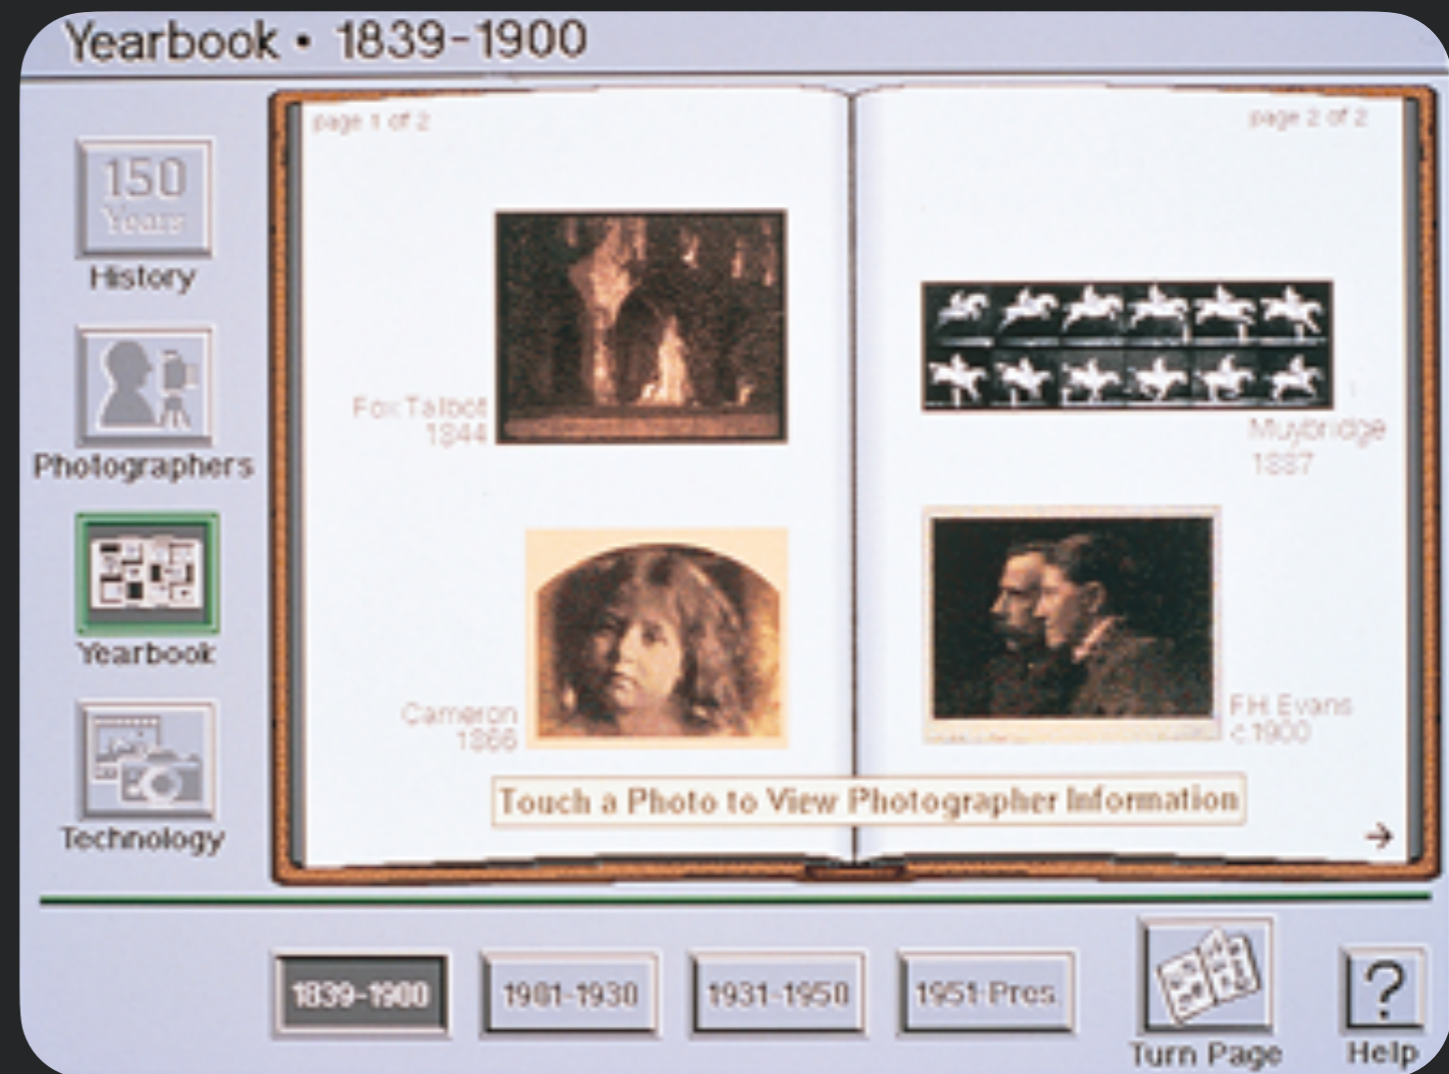 Yearbook • 1839-1900
page 1 of 2
page 2 of 2
150
Years
History
Photographers
Yearbook
Technology
Fox Talbot
1844
Muybridge
1887
Cameron
1866
F.H. Evans
c.1900
Touch a Photo to View Photographer Information
→
1839-1900
1901-1930
1931-1950
1951-Pres.
Turn Page
?
Help